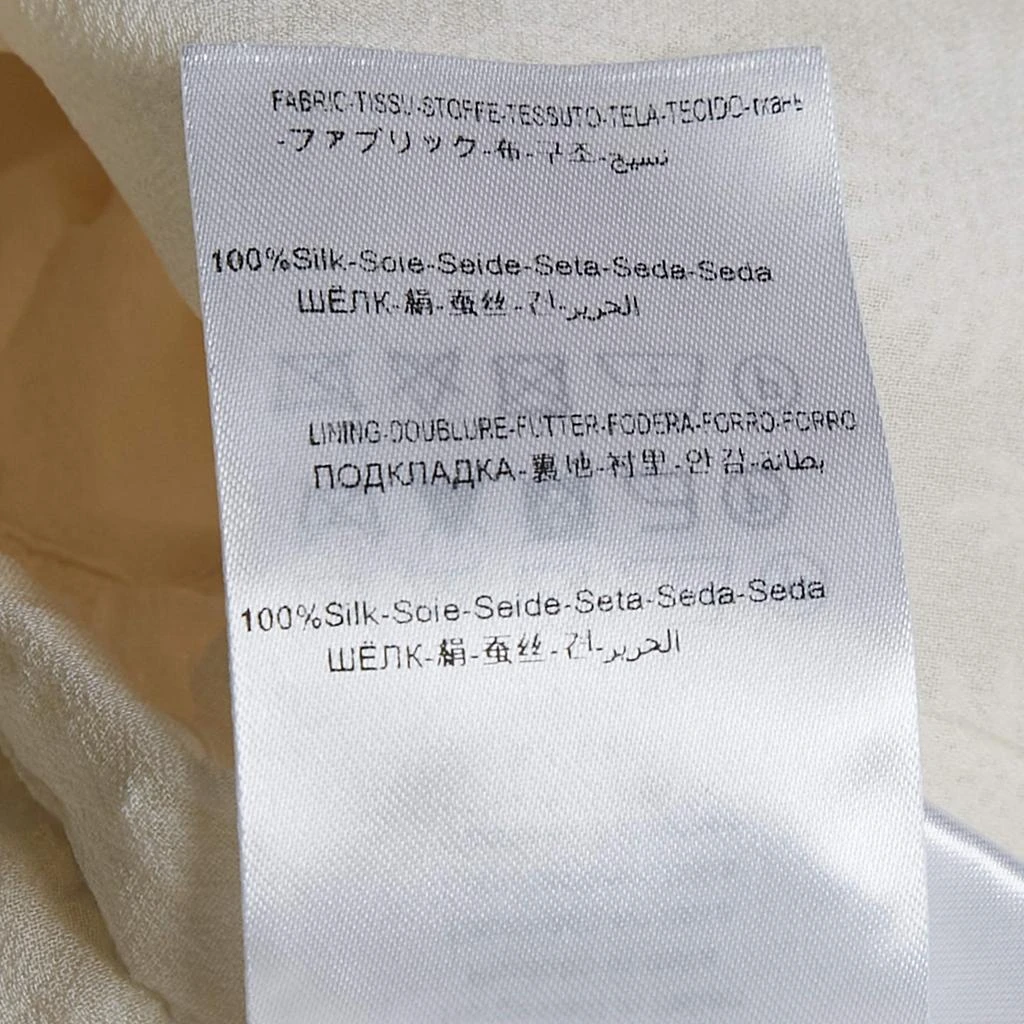 FABRIC-TISSU-STOFFE-TESSUTO-TELA-TECIDO-ткань
-ファブリック-布-구조-نسيج
100%Silk-Soie-Seide-Seta-Seda-Seda
ШЁЛК-絹-蚕丝-견-الحرير
LINING-DOUBLURE-FUTTER-FODERA-FORRO-FORRO
ПОДКЛАДКА-裏地-衬里-안감-بطانة
100%Silk-Soie-Seide-Seta-Seda-Seda
ШЁЛК-絹-蚕丝-견-الحرير